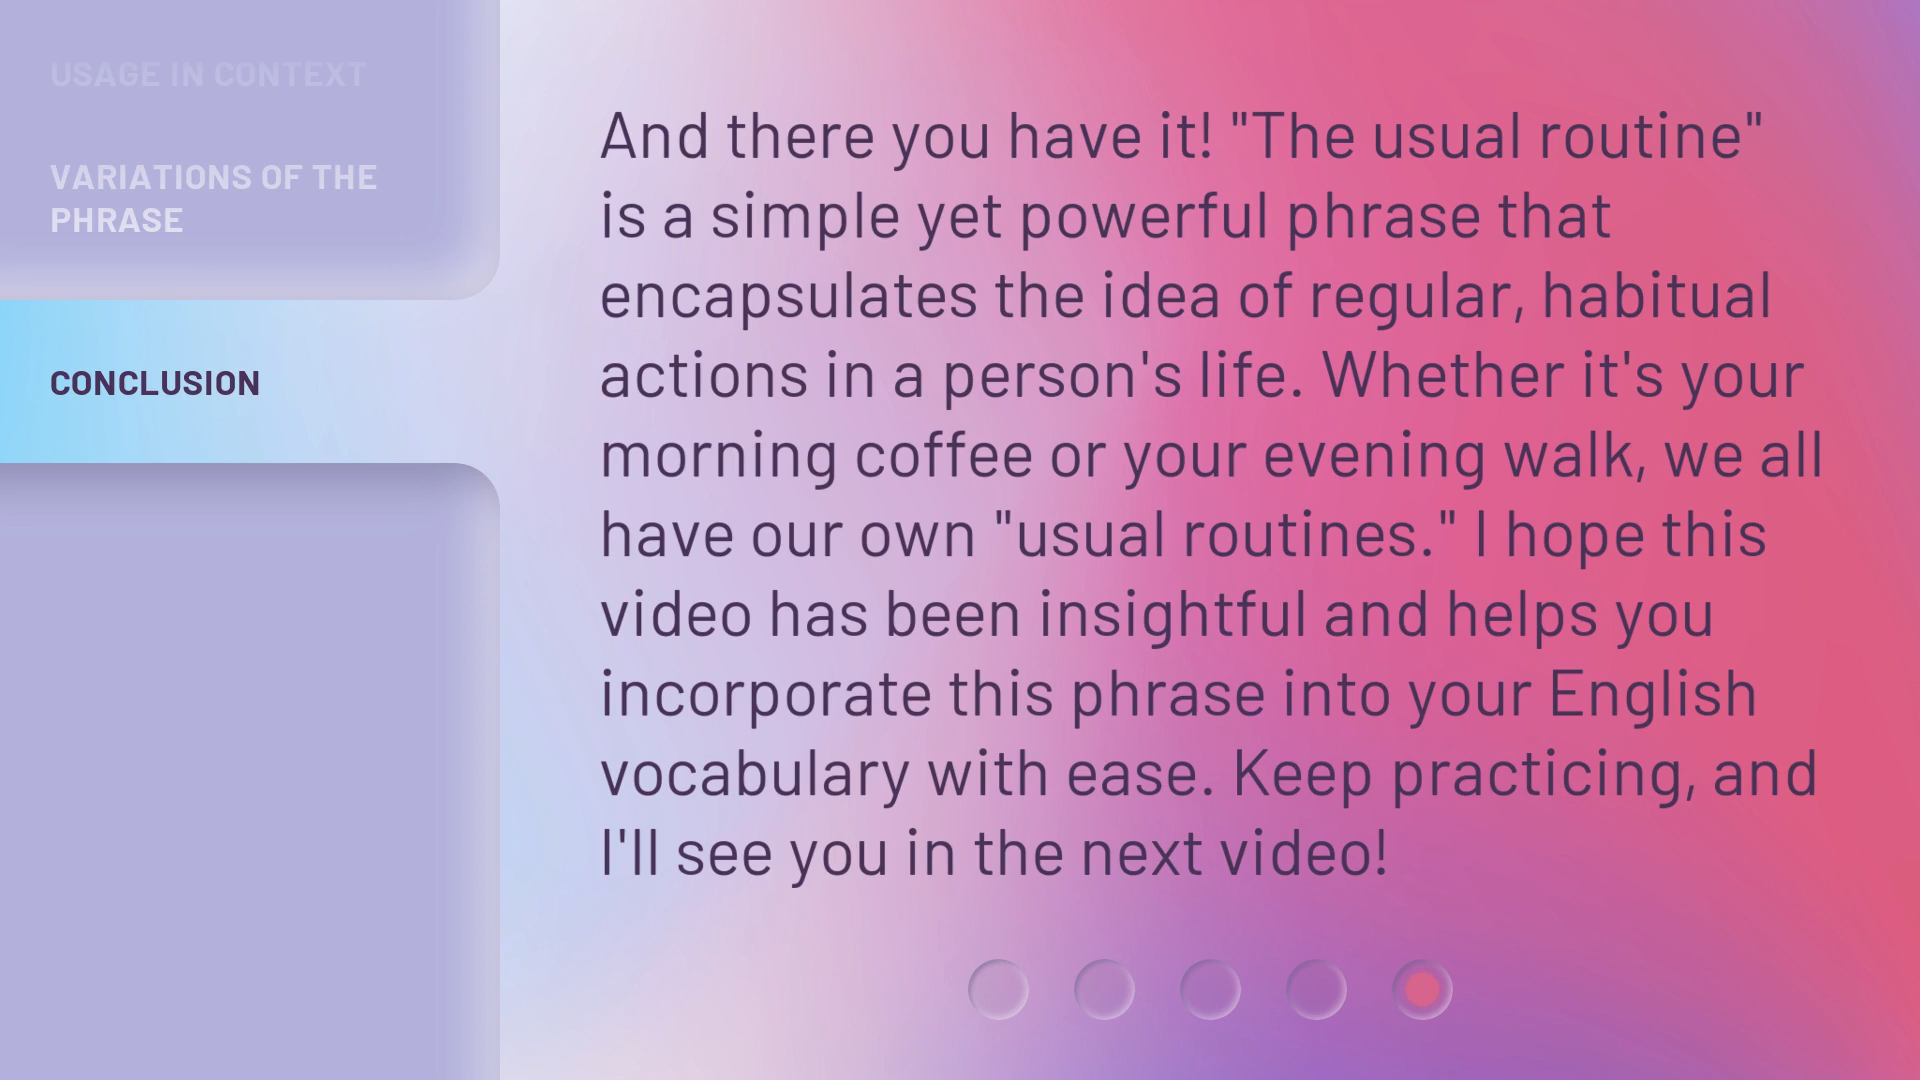 USAGE IN CONTEXT
VARIATIONS OF THE
PHRASE
CONCLUSION
And there you have it! "The usual routine"
is a simple yet powerful phrase that
encapsulates the idea of regular, habitual
actions in a person's life. Whether it's your
morning coffee or your evening walk, we all
have our own "usual routines." I hope this
video has been insightful and helps you
incorporate this phrase into your English
vocabulary with ease. Keep practicing, and
I'll see you in the next video!